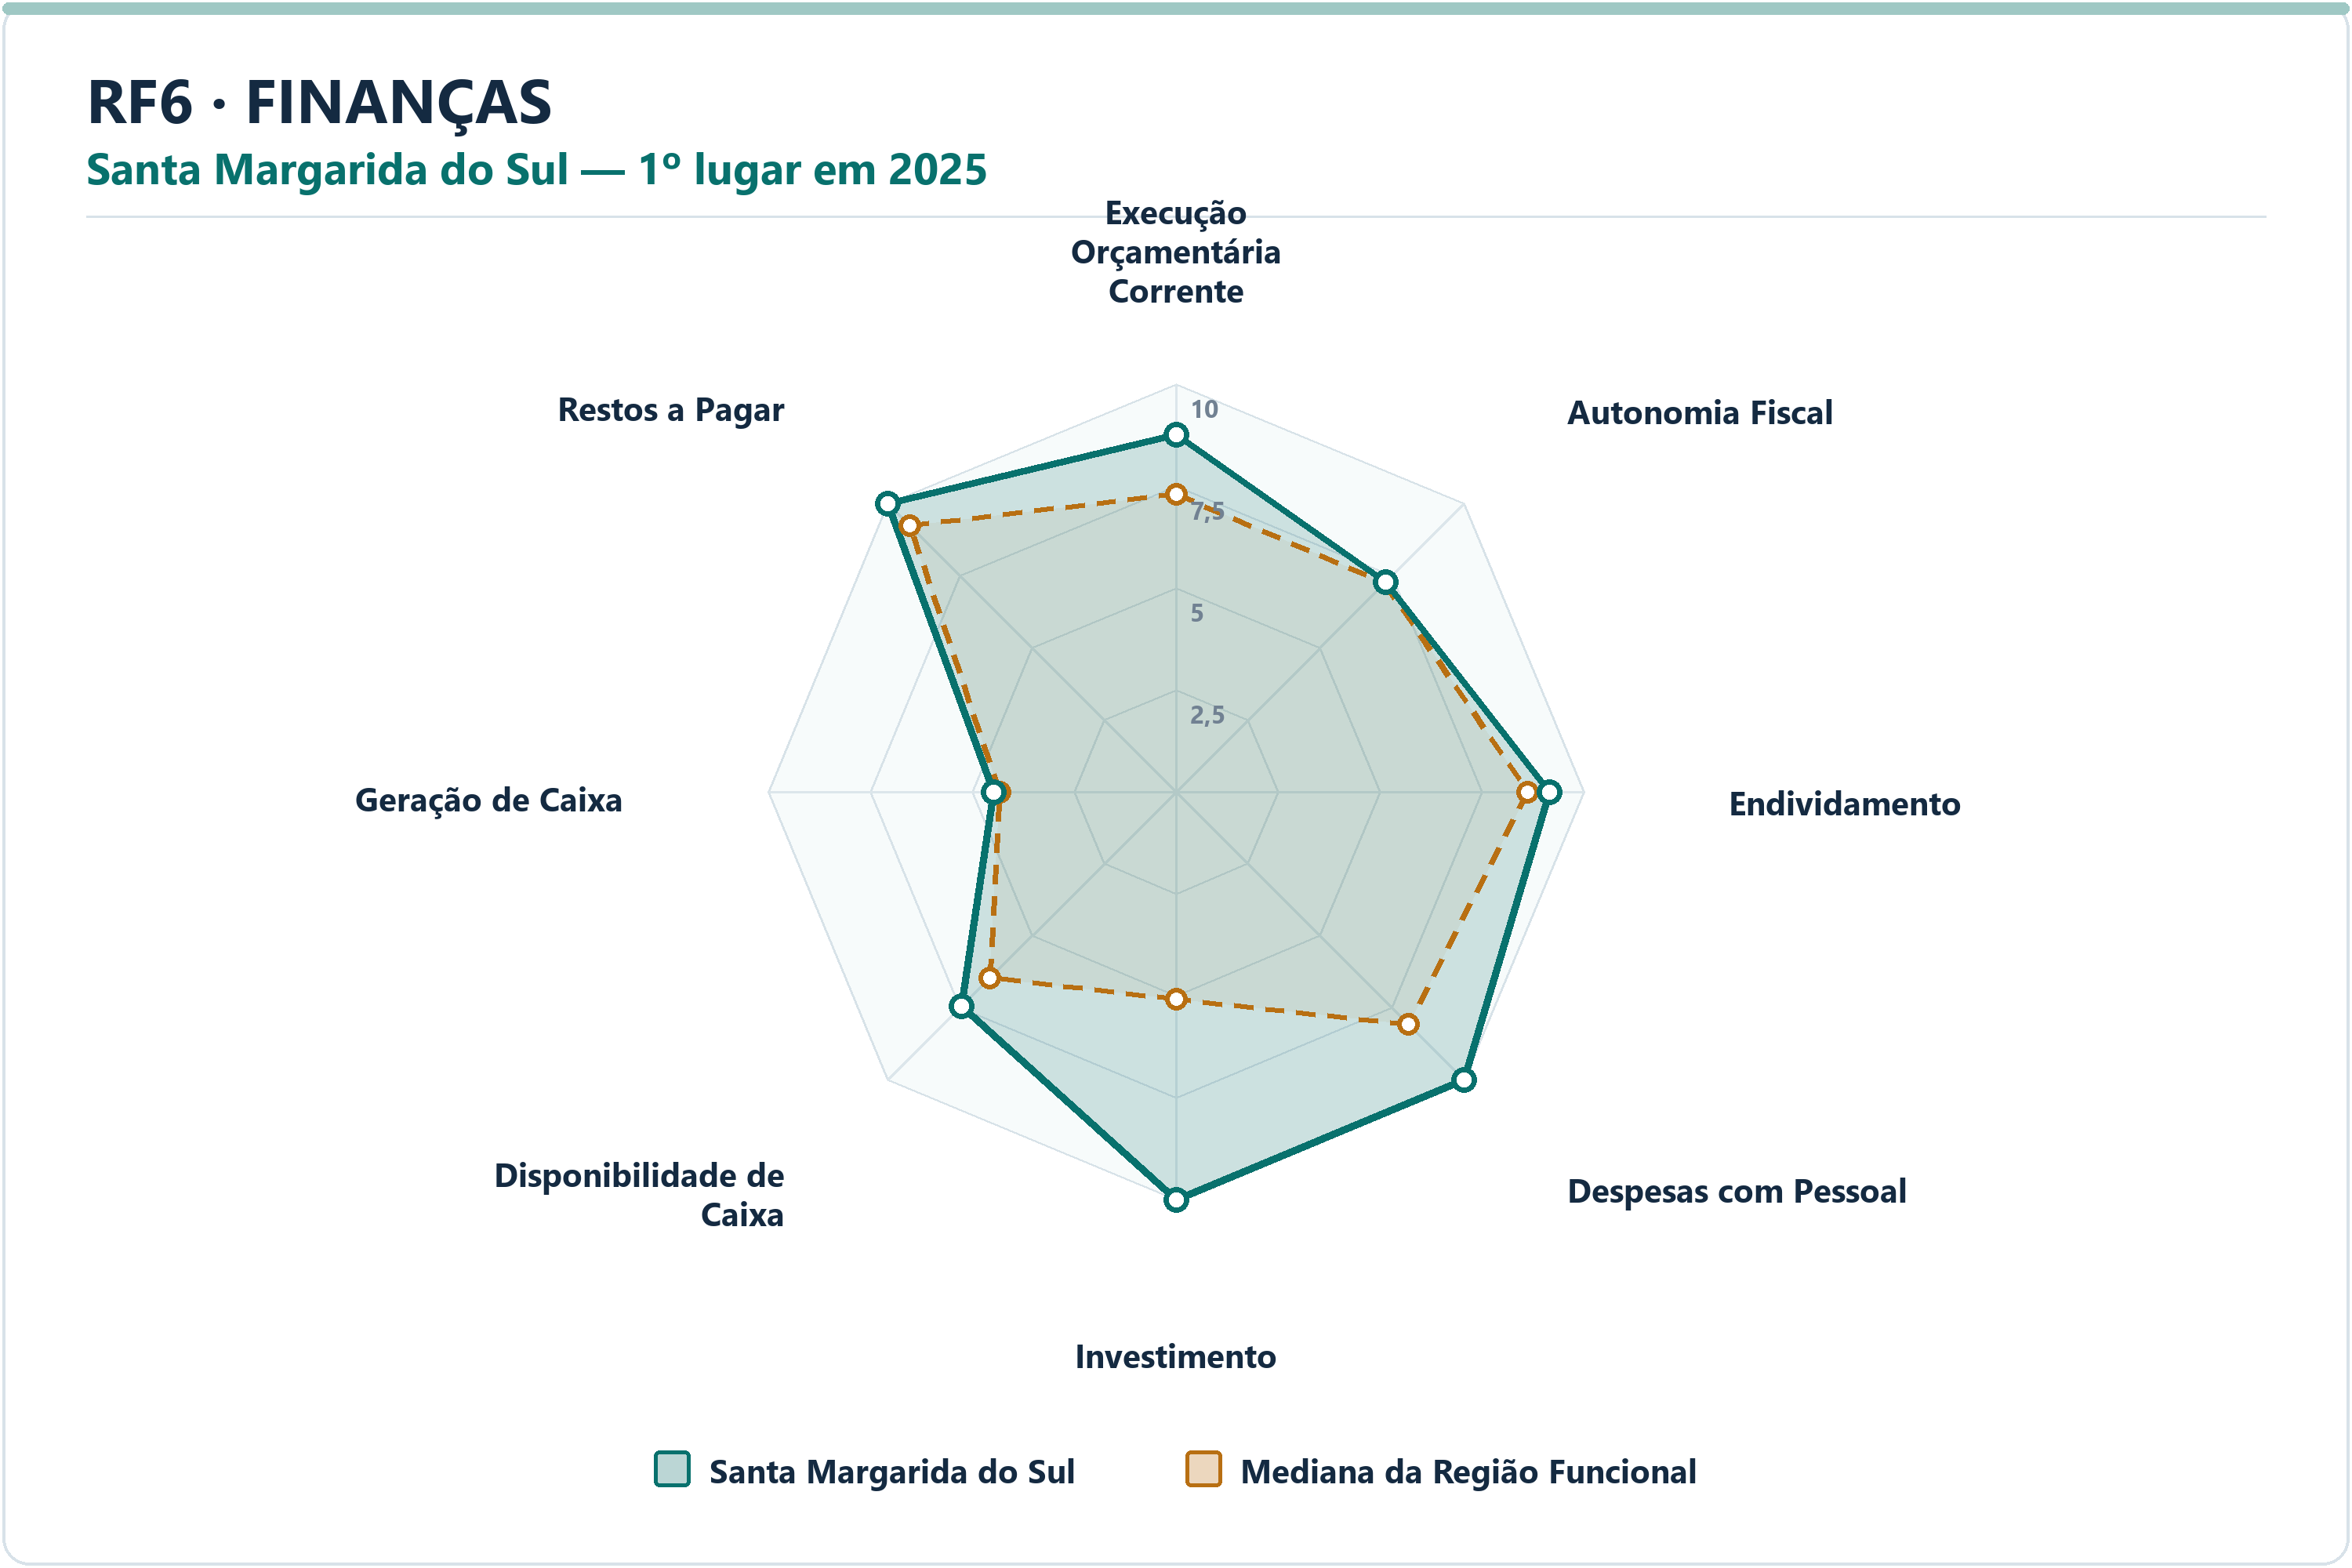 RF6 · FINANÇAS
Santa Margarida do Sul — 1º lugar em 2025
Execução
Orçamentária
Corrente
Restos a Pagar
Autonomia Fiscal
10
7,5
5
2,5
Geração de Caixa
Endividamento
Disponibilidade de
Caixa
Despesas com Pessoal
Investimento
Santa Margarida do Sul
Mediana da Região Funcional